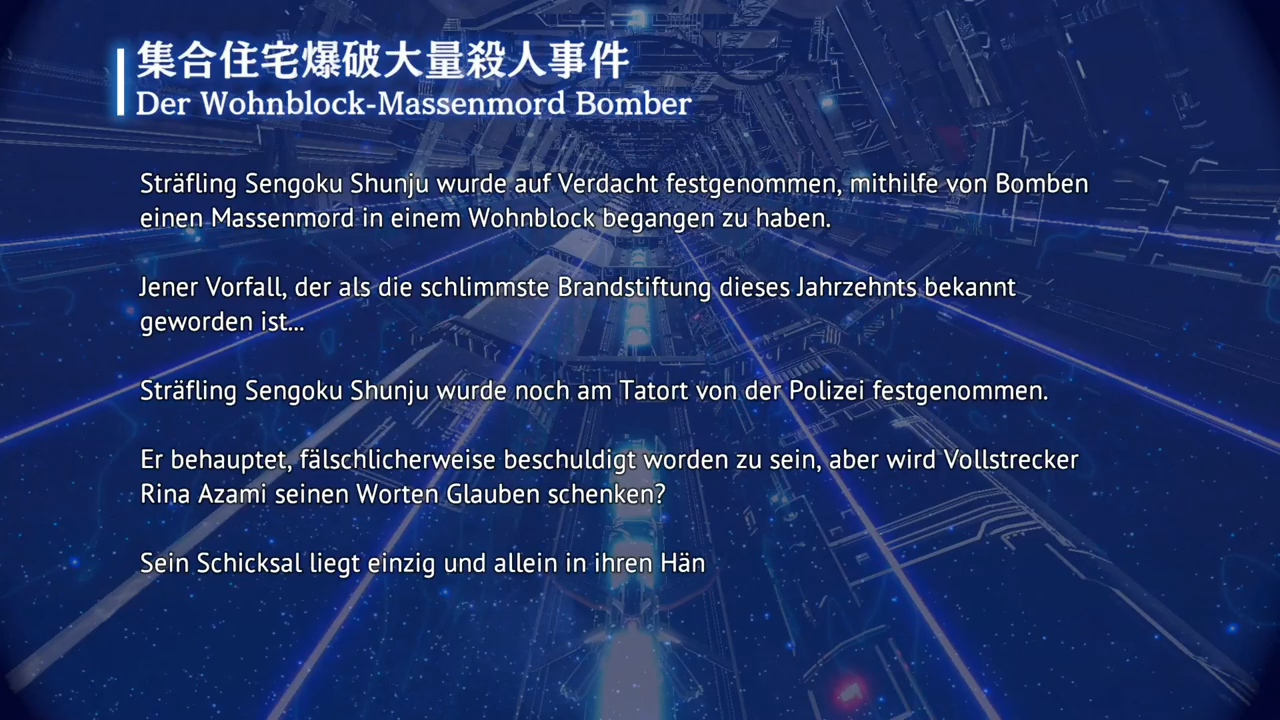 集合住宅爆破大量殺人事件
Der Wohnblock-Massenmord Bomber
Sträfling Sengoku Shunju wurde auf Verdacht festgenommen, mithilfe von Bomben
einen Massenmord in einem Wohnblock begangen zu haben.
Jener Vorfall, der als die schlimmste Brandstiftung dieses Jahrzehnts bekannt
geworden ist...
Sträfling Sengoku Shunju wurde noch am Tatort von der Polizei festgenommen.
Er behauptet, fälschlicherweise beschuldigt worden zu sein, aber wird Vollstrecker
Rina Azami seinen Worten Glauben schenken?
Sein Schicksal liegt einzig und allein in ihren Hän